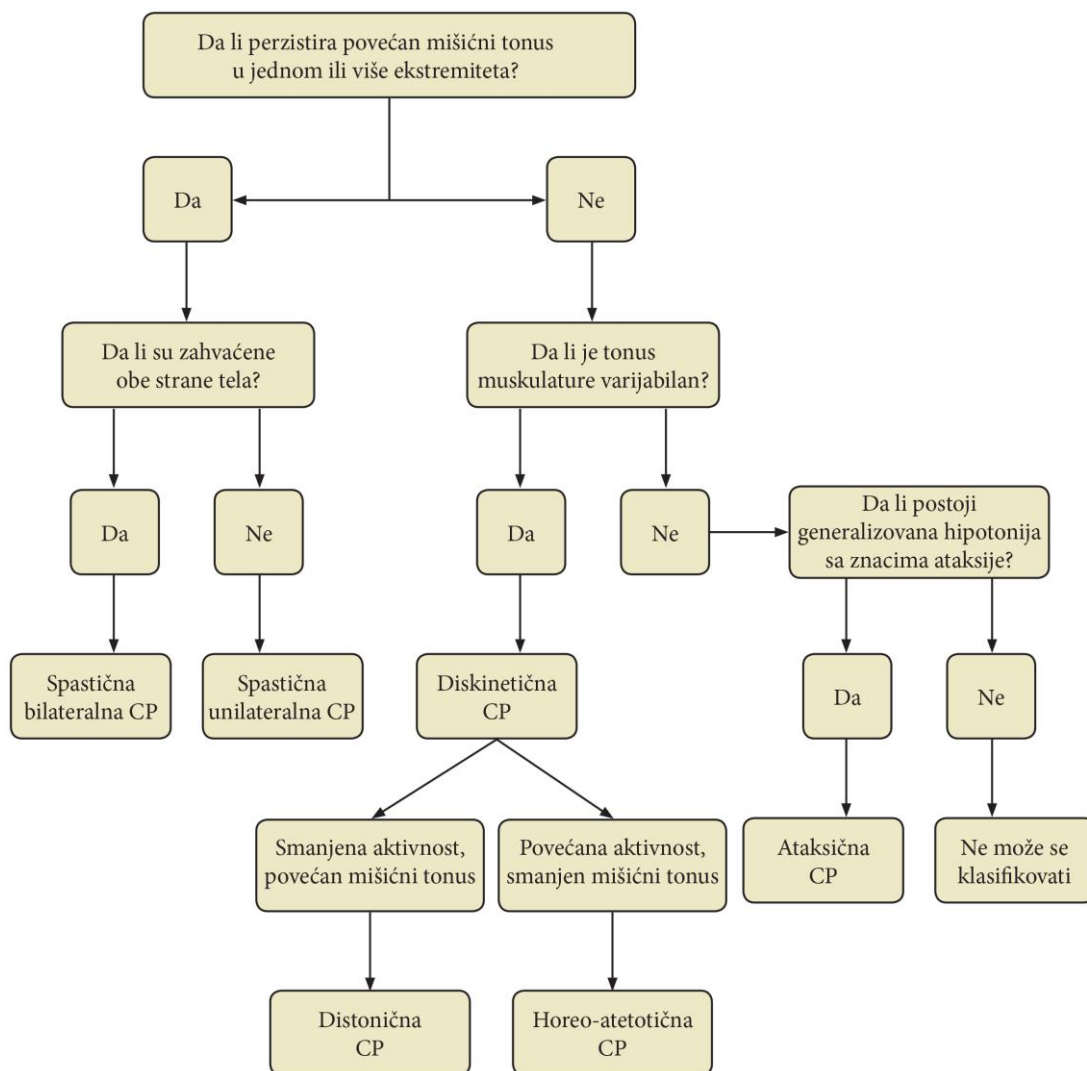 Da li perzistira povećan mišićni tonus
u jednom ili više ekstremiteta?
Da
Ne
Da li su zahvaćene
obe strane tela?
Da li je tonus
muskulature varijabilan?
Da
Ne
Da
Ne
Da li postoji
generalizovana hipotonija
sa znacima ataksije?
Spastična
bilateralna CP
Spastična
unilateralna CP
Diskinetična
CP
Da
Ne
Smanjena aktivnost,
povećan mišićni tonus
Povećana aktivnost,
smanjen mišićni tonus
Ataksična
CP
Ne može se
klasifikovati
Distonična
CP
Horeo-atetotična
CP